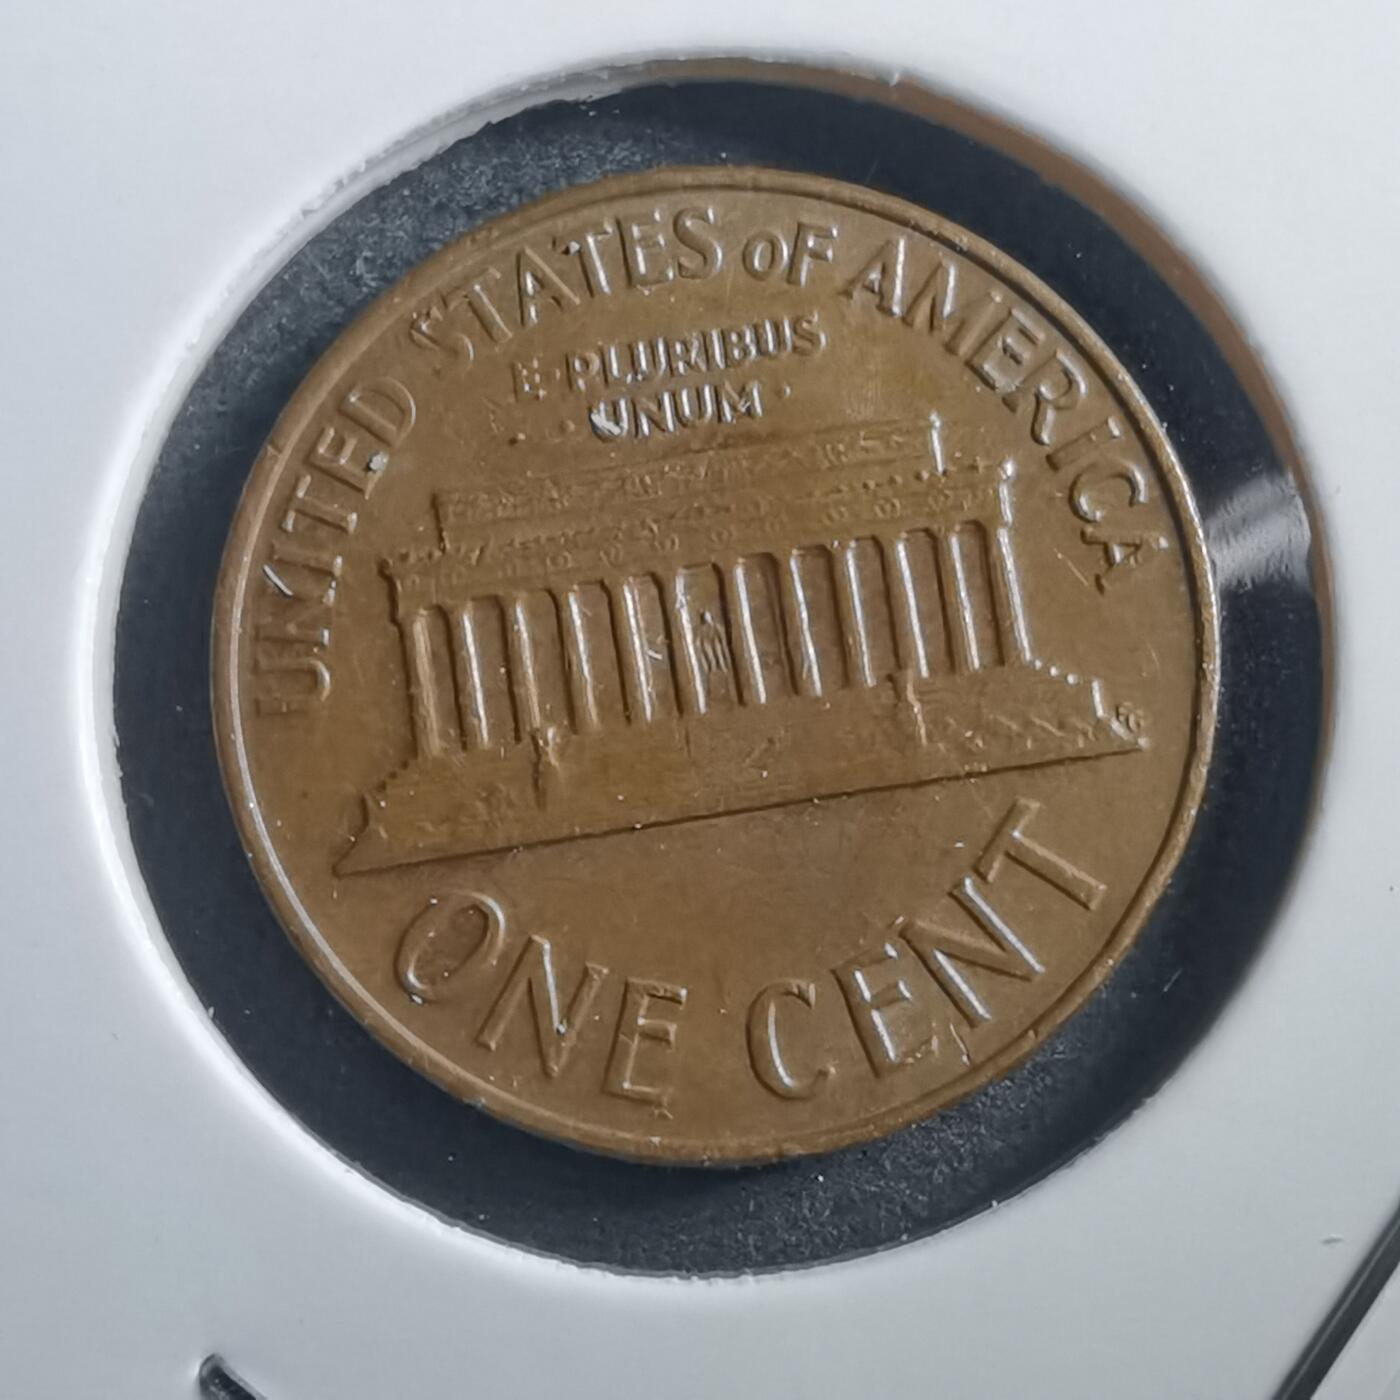 UNITED STATES OF AMERICA
E·PLURIBUS
·UNUM·
ONE CENT